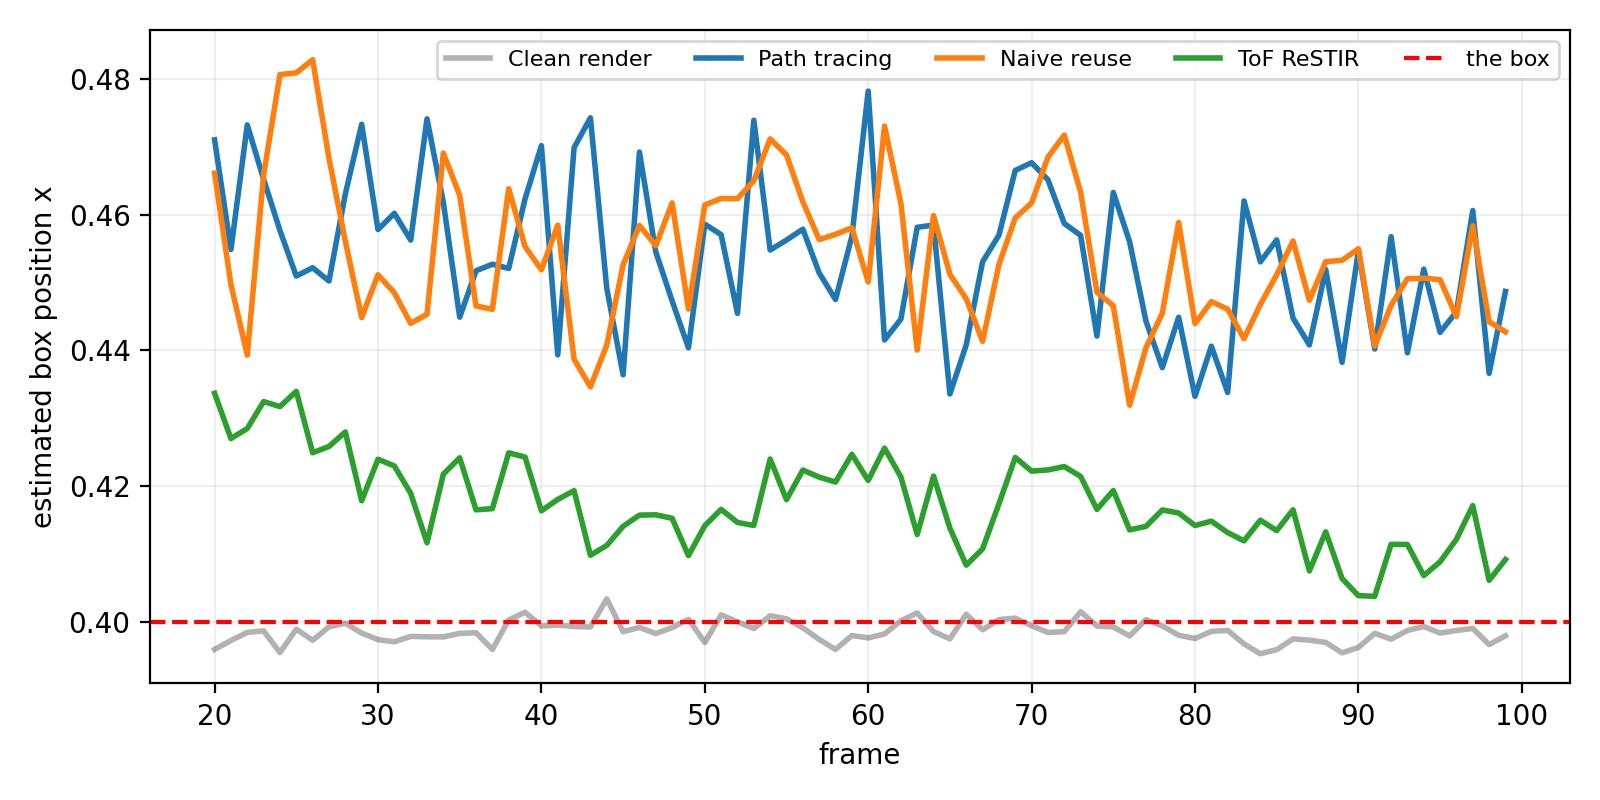 Clean render Path tracing Naive reuse ToF ReSTIR the box
estimated box position x
0.48
0.46
0.44
0.42
0.40
20 30 40 50 60 70 80 90 100
frame